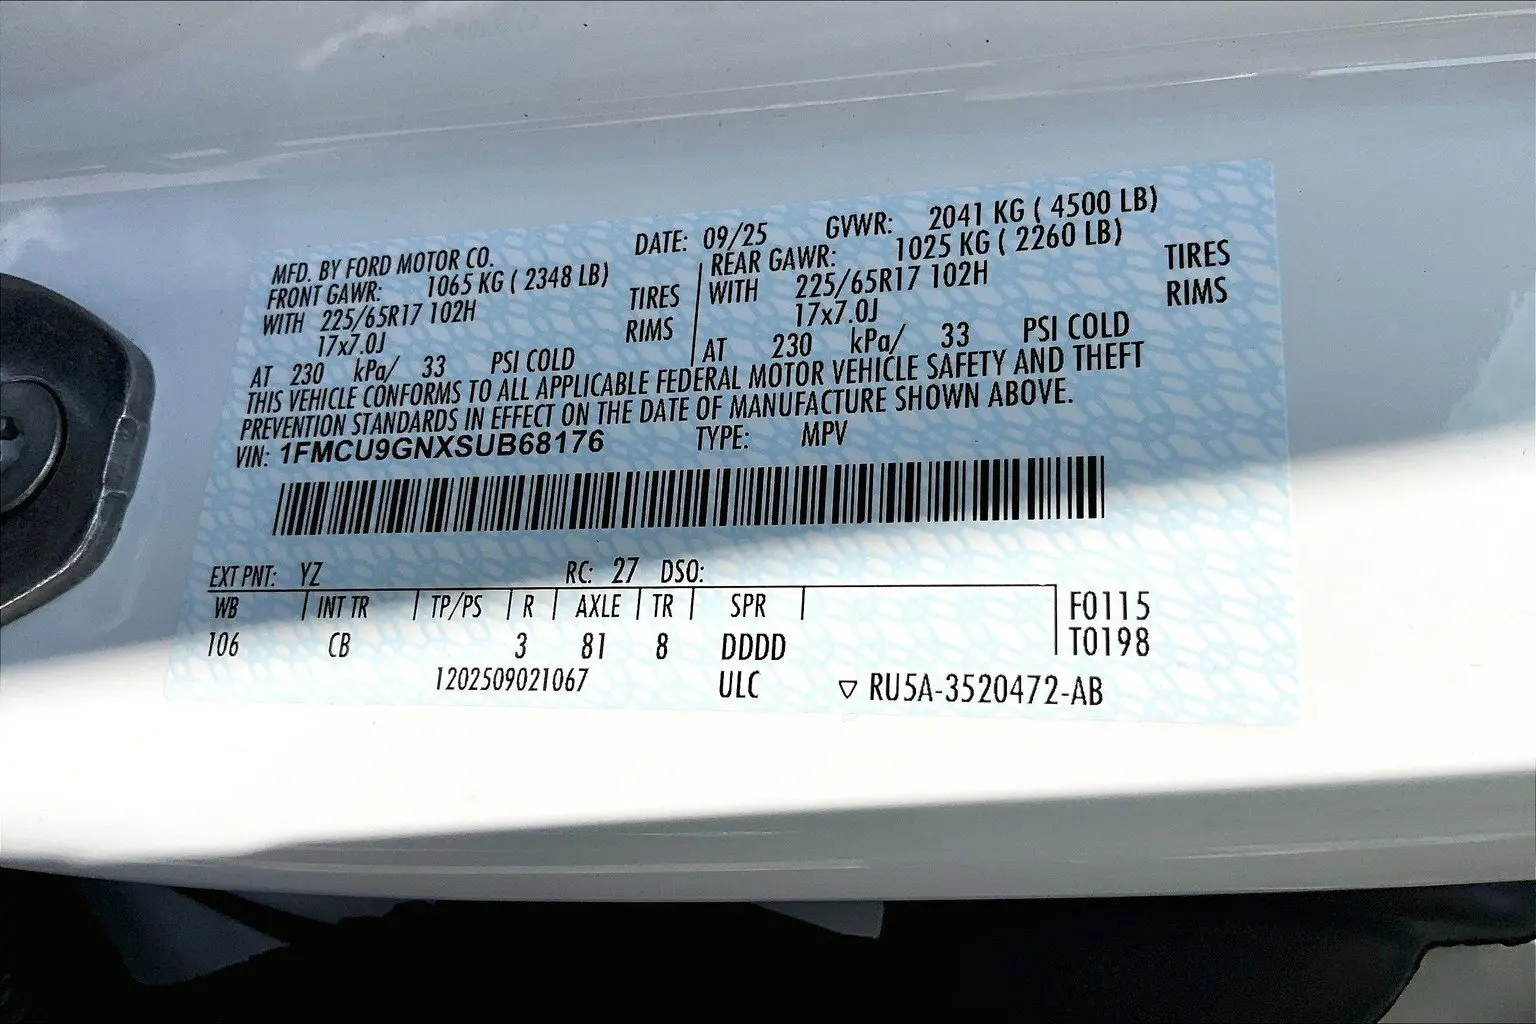 MFD. BY FORD MOTOR CO. DATE: 09/25 GVWR: 2041 KG ( 4500 LB)
FRONT GAWR: 1065 KG ( 2348 LB) REAR GAWR: 1025 KG ( 2260 LB)
WITH 225/65R17 102H TIRES WITH 225/65R17 102H TIRES
17x7.0J RIMS 17x7.0J RIMS
AT 230 kPa/ 33 PSI COLD AT 230 kPa/ 33 PSI COLD
THIS VEHICLE CONFORMS TO ALL APPLICABLE FEDERAL MOTOR VEHICLE SAFETY AND THEFT
PREVENTION STANDARDS IN EFFECT ON THE DATE OF MANUFACTURE SHOWN ABOVE.
VIN: 1FMCU9GNXSUB68176 TYPE: MPV
EXT PNT: YZ RC: 27 DSO:
WB INT TR TP/PS R AXLE TR SPR F0115
106 CB 3 81 8 DDDD T0198
1202509021067 ULC ▽ RU5A-3520472-AB